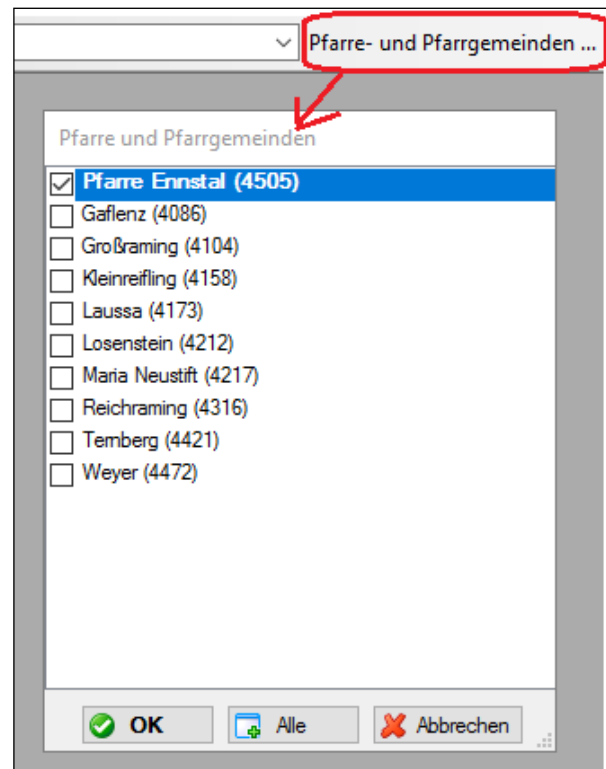 Pfarre- und Pfarrgemeinden ...
Pfarre und Pfarrgemeinden
Pfarre Ennstal (4505)
Gaflenz (4086)
Großraming (4104)
Kleinreifling (4158)
Laussa (4173)
Losenstein (4212)
Maria Neustift (4217)
Reichraming (4316)
Ternberg (4421)
Weyer (4472)
OK Alle Abbrechen